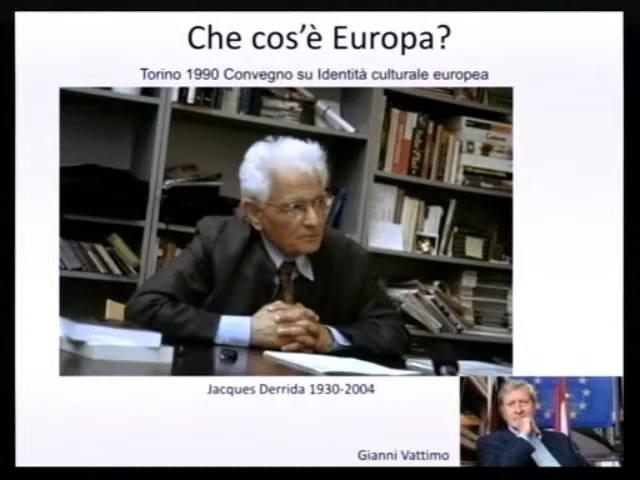 Che cos'è Europa?
Torino 1990 Convegno su Identità culturale europea
Jacques Derrida 1930-2004
Gianni Vattimo